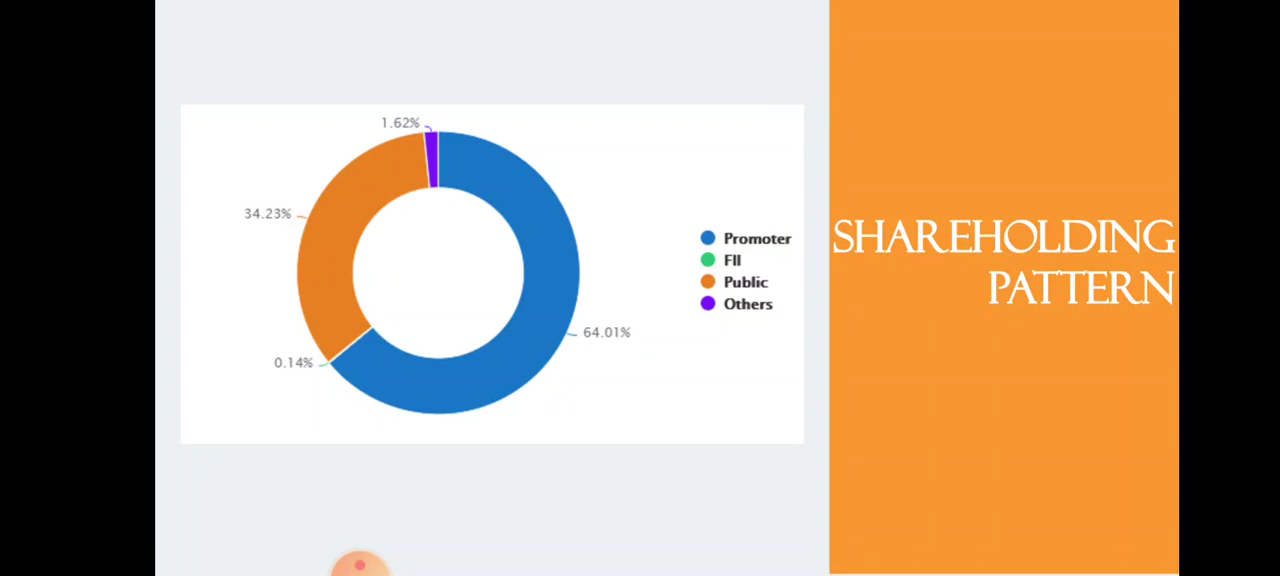 1.62%
34.23%
0.14%
64.01%
Promoter
FII
Public
Others
SHAREHOLDING
PATTERN